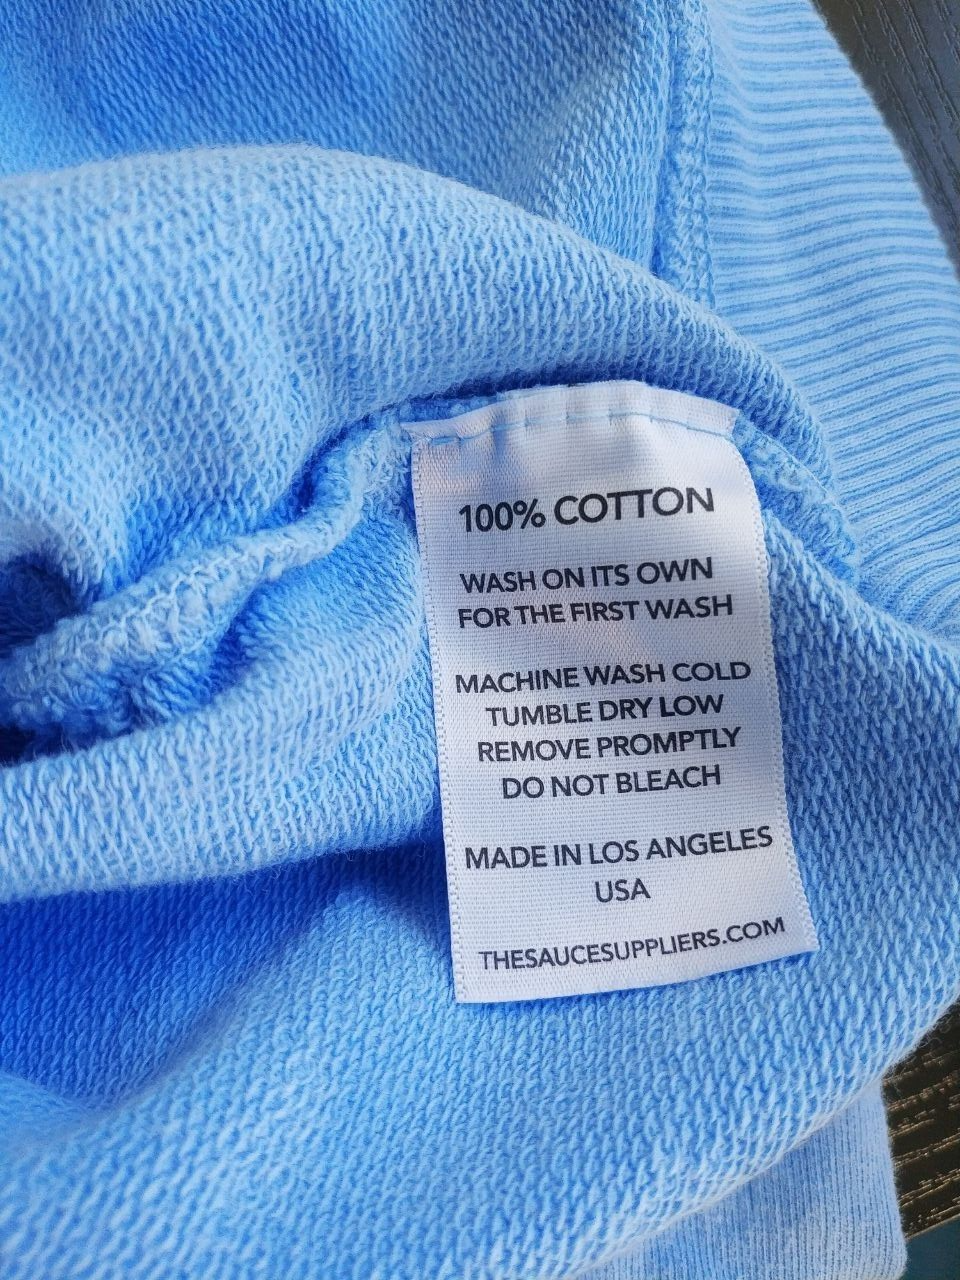 100% COTTON
WASH ON ITS OWN
FOR THE FIRST WASH
MACHINE WASH COLD
TUMBLE DRY LOW
REMOVE PROMPTLY
DO NOT BLEACH
MADE IN LOS ANGELES
USA
THESAUCESUPPLIERS.COM